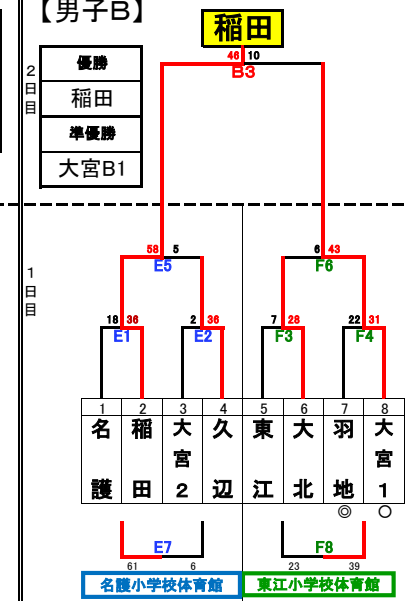 【男子B】
稲田
46 10
B3
優勝
稲田
準優勝
大宮B1
2日目
1日目
58 5
E5
6 43
F6
18 36
E1
2 36
E2
7 28
F3
22 31
F4
1 2 3 4 5 6 7 8
名護
稲田
大宮2
久辺
東江
大北
羽地
大宮1
◎ ○
E7
61 6
F8
23 39
名護小学校体育館
東江小学校体育館